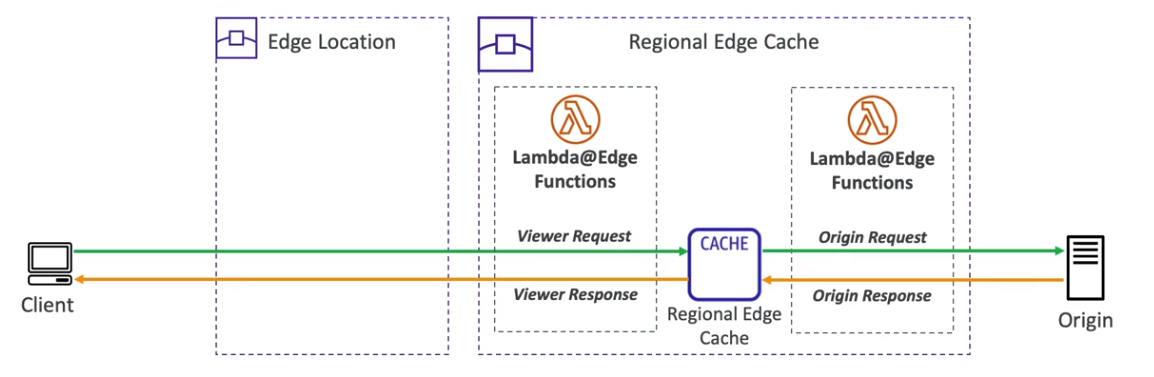 Edge Location
Regional Edge Cache
Lambda@Edge
Functions
Lambda@Edge
Functions
Viewer Request
CACHE
Origin Request
Client
Viewer Response
Origin Response
Regional Edge
Cache
Origin